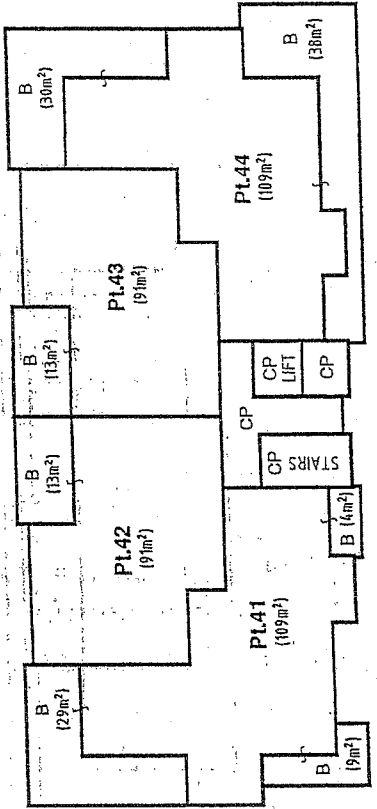 B
(30m²)
B
(38m²)
Pt.44
(109m²)
Pt.43
(91m²)
B
(13m²)
CP
LIFT
CP
CP
CP
STAIRS
B
(13m²)
Pt.42
(91m²)
B (4m²)
Pt.41
(109m²)
B
(29m²)
B
(9m²)